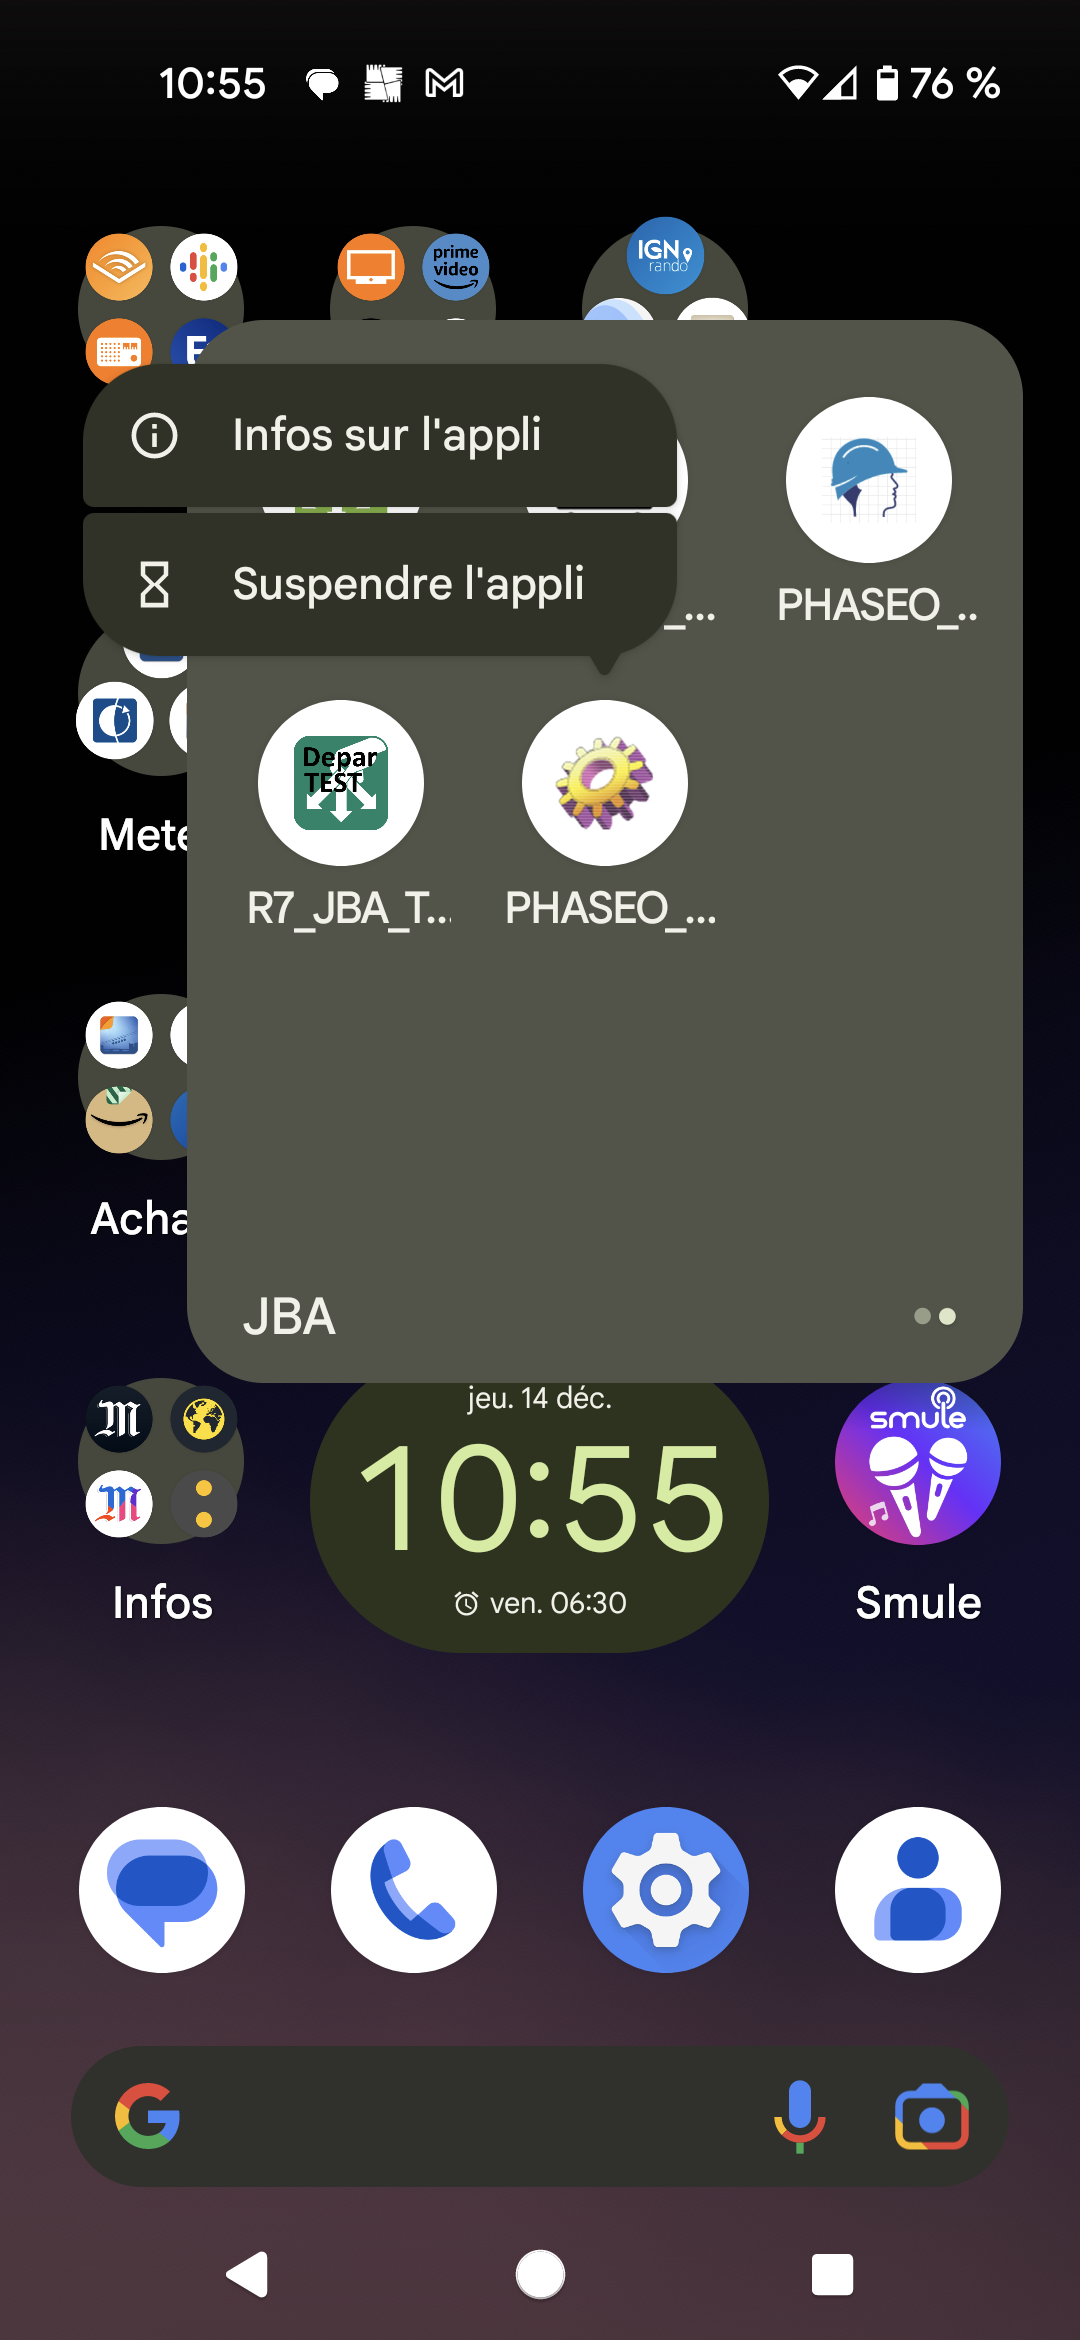 10:55
76 %
IGN
rando
prime
video
E
Infos sur l'appli
Suspendre l'appli
_...
PHASEO_..
Depar
TEST
R7_JBA_T...
PHASEO_...
Mete
Acha
JBA
jeu. 14 déc.
10:55
ven. 06:30
smule
Infos
Smule